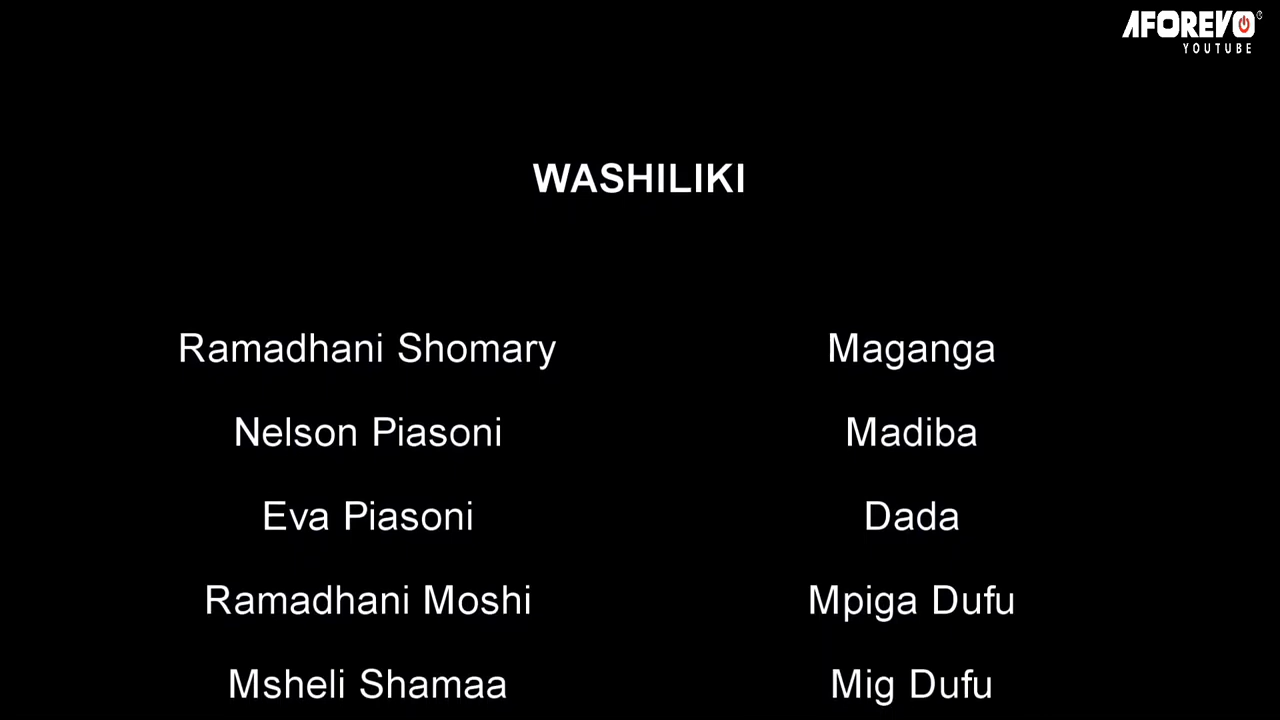 AFOREVO
YOUTUBE
WASHILIKI
Ramadhani Shomary Maganga
Nelson Piasoni Madiba
Eva Piasoni Dada
Ramadhani Moshi Mpiga Dufu
Msheli Shamaa Mig Dufu